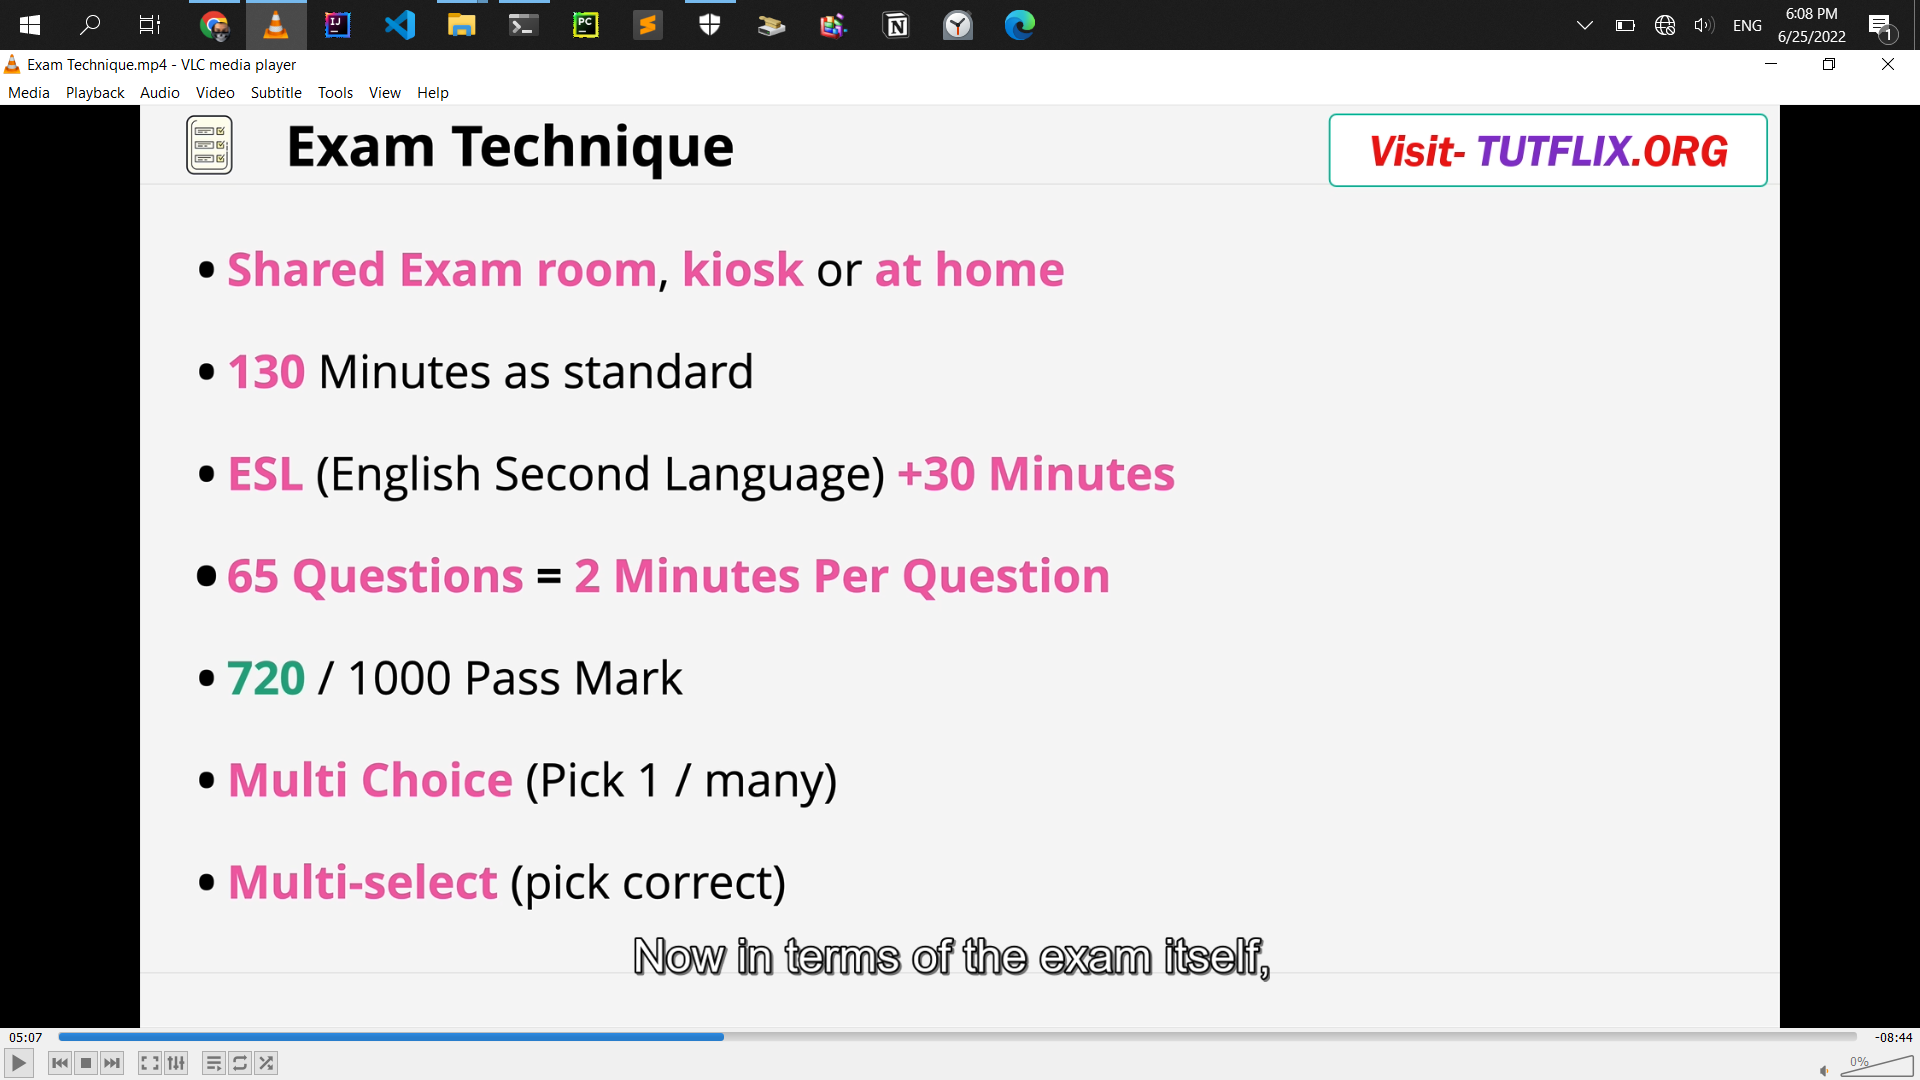 ENG
6:08 PM
6/25/2022
1
Exam Technique.mp4 - VLC media player
Media Playback Audio Video Subtitle Tools View Help
Exam Technique
Visit- TUTFLIX.ORG
• Shared Exam room, kiosk or at home
• 130 Minutes as standard
• ESL (English Second Language) +30 Minutes
• 65 Questions = 2 Minutes Per Question
• 720 / 1000 Pass Mark
• Multi Choice (Pick 1 / many)
• Multi-select (pick correct)
Now in terms of the exam itself,
05:07
-08:44
0%